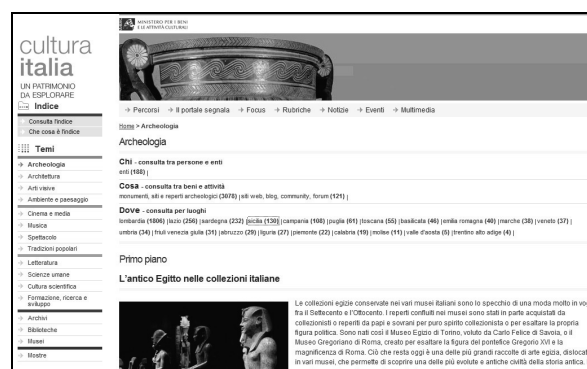 MINISTERO PER I BENI
E LE ATTIVITÀ CULTURALI
cultura
italia
UN PATRIMONIO
DA ESPLORARE
Indice
Consulta l'indice
Che cosa è l'indice
Temi
Archeologia
Architettura
Arti visive
Ambiente e paesaggio
Cinema e media
Musica
Spettacolo
Tradizioni popolari
Letteratura
Scienze umane
Cultura scientifica
Formazione, ricerca e
sviluppo
Archivi
Biblioteche
Musei
Mostre
Percorsi Il portale segnala Focus Rubriche Notizie Eventi Multimedia
Home > Archeologia
Archeologia
Chi - consulta tra persone e enti
enti (188) |
Cosa - consulta tra beni e attività
monumenti, siti e reperti archeologici (3078) | siti web, blog, community, forum (121) |
Dove - consulta per luoghi
lombardia (1806) | lazio (256) | sardegna (232) | sicilia (130) | campania (108) | puglia (61) | toscana (55) | basilicata (46) | emilia romagna (40) | marche (38) | veneto (37) |
umbria (34) | friuli venezia giulia (31) | abruzzo (29) | liguria (27) | piemonte (22) | calabria (19) | molise (11) | valle d'aosta (5) | trentino alto adige (4) |
Primo piano
L'antico Egitto nelle collezioni italiane
Le collezioni egizie conservate nei vari musei italiani sono lo specchio di una moda molto in vo
fra il Settecento e l'Ottocento. I reperti confluiti nei musei sono stati in parte acquistati da
collezionisti o reperiti da papi e sovrani per puro spirito collezionista o per esaltare la propria
figura politica. Sono nati così il Museo Egizio di Torino, voluto da Carlo Felice di Savoia, o il
Museo Gregoriano di Roma, creato per esaltare la figura del pontefice Gregorio XVI e la
magnificenza di Roma. Ciò che resta oggi è una delle più grandi raccolte di arte egizia, dislocat
in vari musei, che permette di scoprire una delle più evolute e antiche civiltà della storia antica.